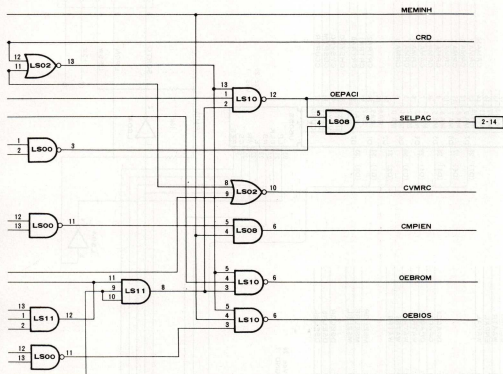 MEMINH
CRD
12
11
LS02
13
13
1
2
LS10
12
OEPACI
5
4
LS08
6
SELPAC
2-14
1
2
LS00
3
8
9
LS02
10
CVMRC
12
13
LS00
11
5
4
LS08
6
CMPIEN
11
9
10
LS11
8
5
4
3
LS10
6
OEBROM
13
1
2
LS11
12
5
4
3
LS10
6
OEBIOS
12
13
LS00
11